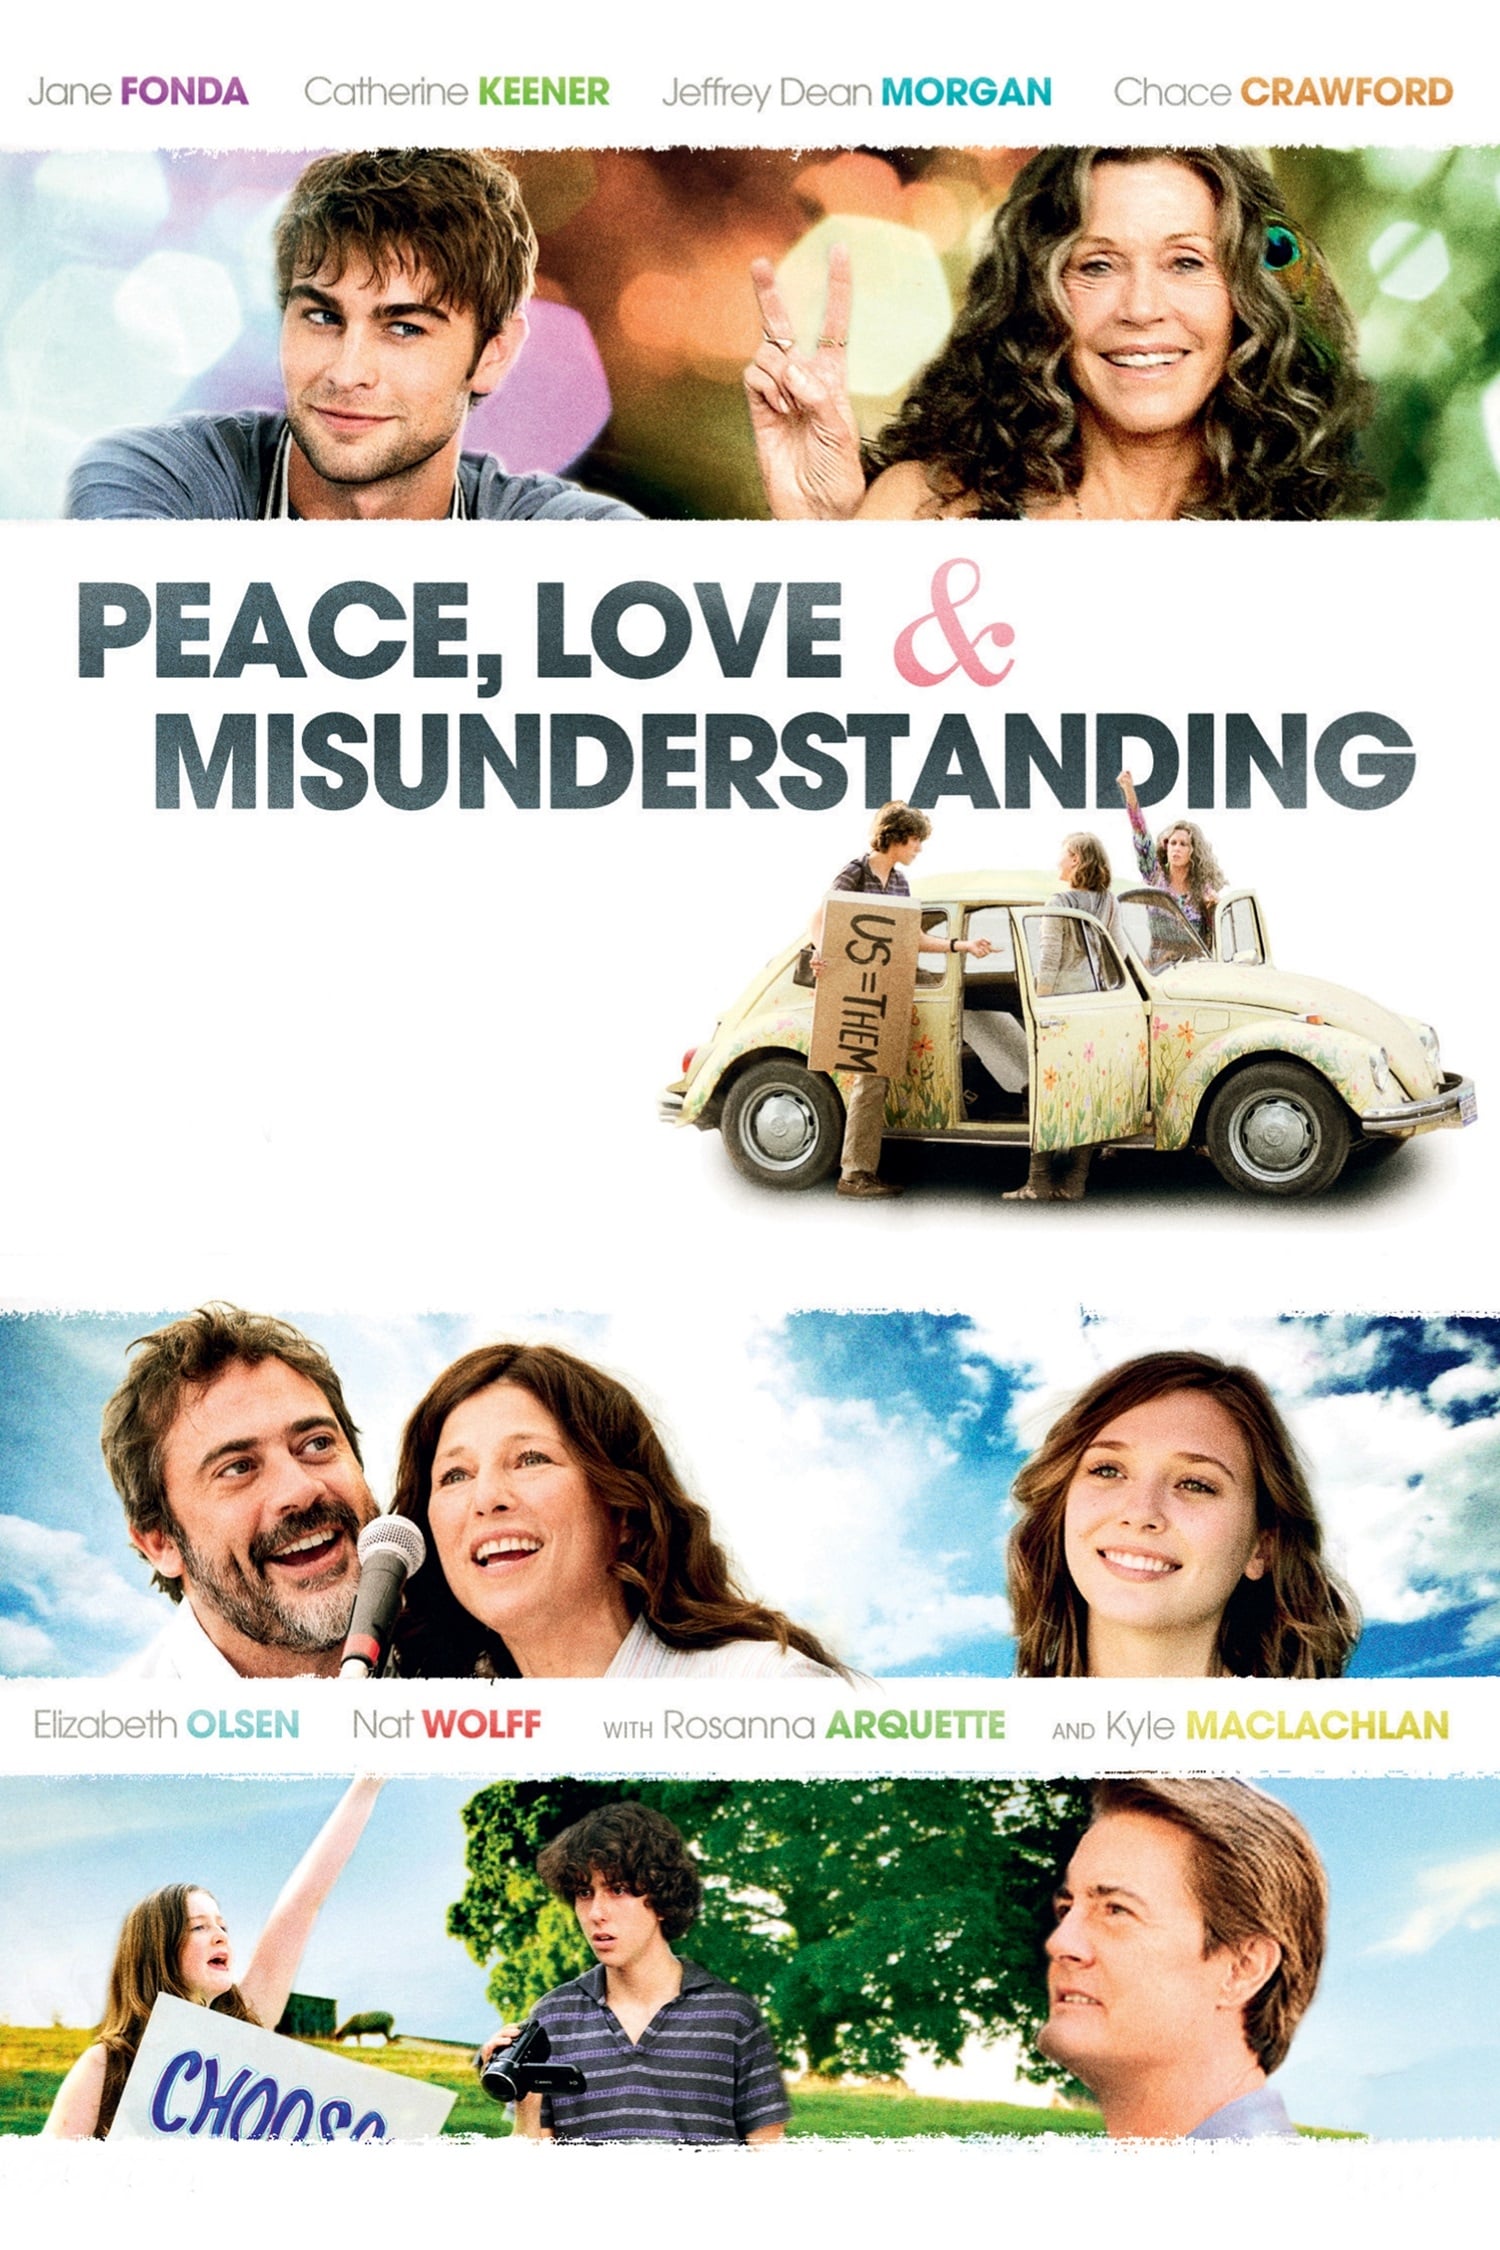 Jane FONDA Catherine KEENER Jeffrey Dean MORGAN Chace CRAWFORD
PEACE, LOVE &
MISUNDERSTANDING
US=THEM
Elizabeth OLSEN Nat WOLFF WITH Rosanna ARQUETTE AND Kyle MACLACHLAN
CHOOSE